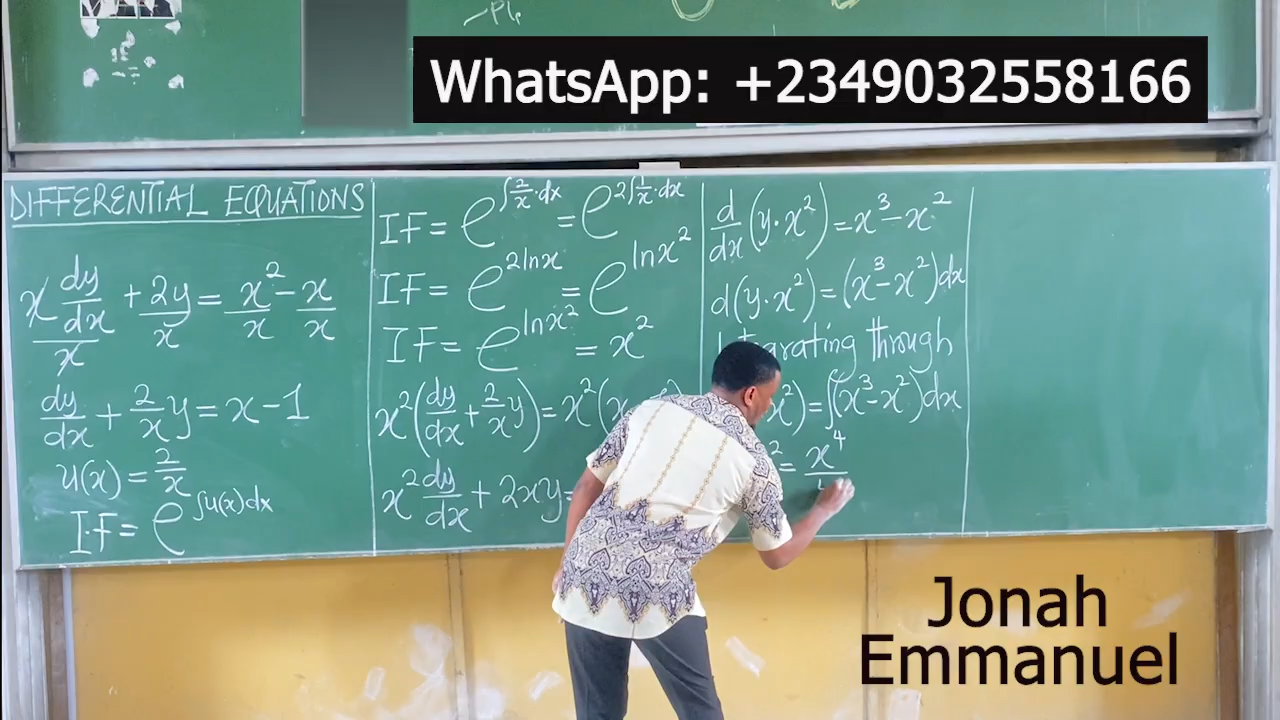 WhatsApp: +2349032558166
DIFFERENTIAL EQUATIONS
x dy/dx / x + 2y/x = x²/x - x/x
dy/dx + 2/x y = x - 1
u(x) = 2/x
I.F = e^∫u(x)dx
IF = e^∫2/x·dx = e^2∫1/x·dx
IF = e^2lnx = e^lnx²
IF = e^lnx² = x²
x²(dy/dx + 2/x y) = x²(x
x² dy/dx + 2xy =
d/dx (y·x²) = x³ - x²
d(y·x²) = (x³ - x²)dx
through
x²) = ∫(x³ - x²)dx
² = x⁴
Jonah
Emmanuel